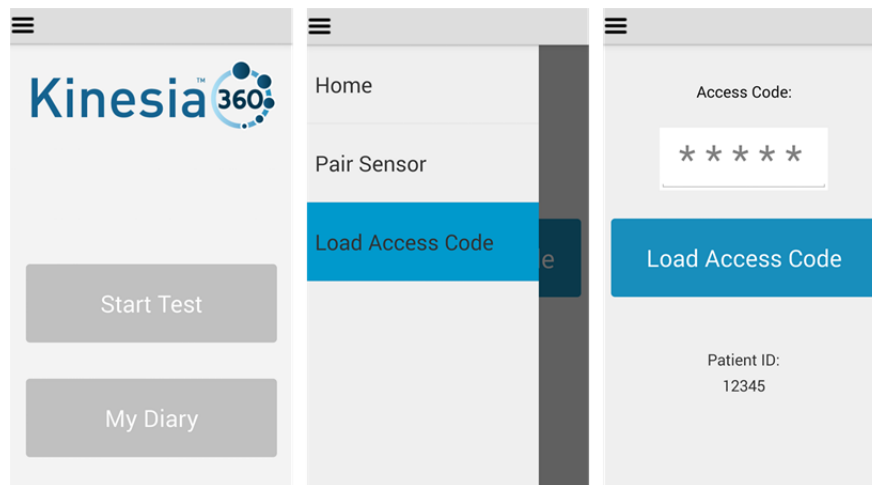 Kinesia™ 360
Start Test
My Diary
Home
Pair Sensor
Load Access Code
e
Access Code:
* * * * *
Load Access Code
Patient ID:
12345